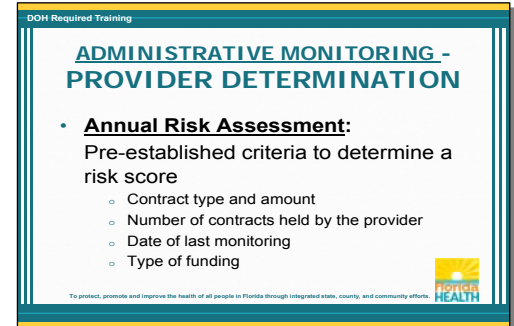 DOH Required Training
ADMINISTRATIVE MONITORING -
PROVIDER DETERMINATION
• Annual Risk Assessment:
Pre-established criteria to determine a
risk score
o Contract type and amount
o Number of contracts held by the provider
o Date of last monitoring
o Type of funding
To protect, promote and improve the health of all people in Florida through integrated state, county, and community efforts.
Florida
HEALTH